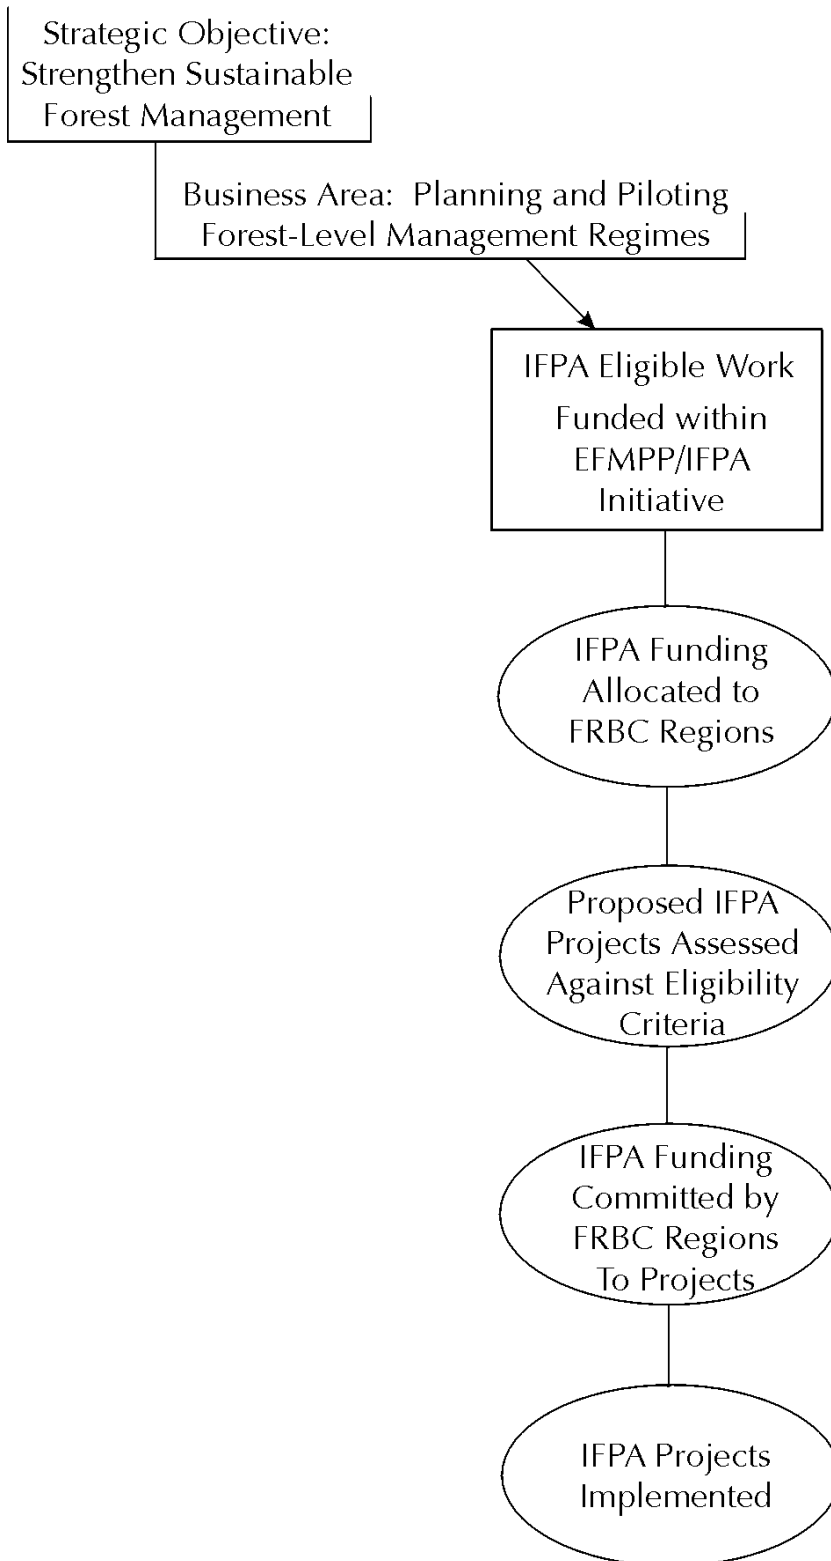 Strategic Objective:
Strengthen Sustainable
Forest Management
Business Area:  Planning and Piloting
Forest-Level Management Regimes
IFPA Eligible Work
Funded within
EFMPP/IFPA
Initiative
IFPA Funding
Allocated to
FRBC Regions
Proposed IFPA
Projects Assessed
Against Eligibility
Criteria
IFPA Funding
Committed by
FRBC Regions
To Projects
IFPA Projects
Implemented